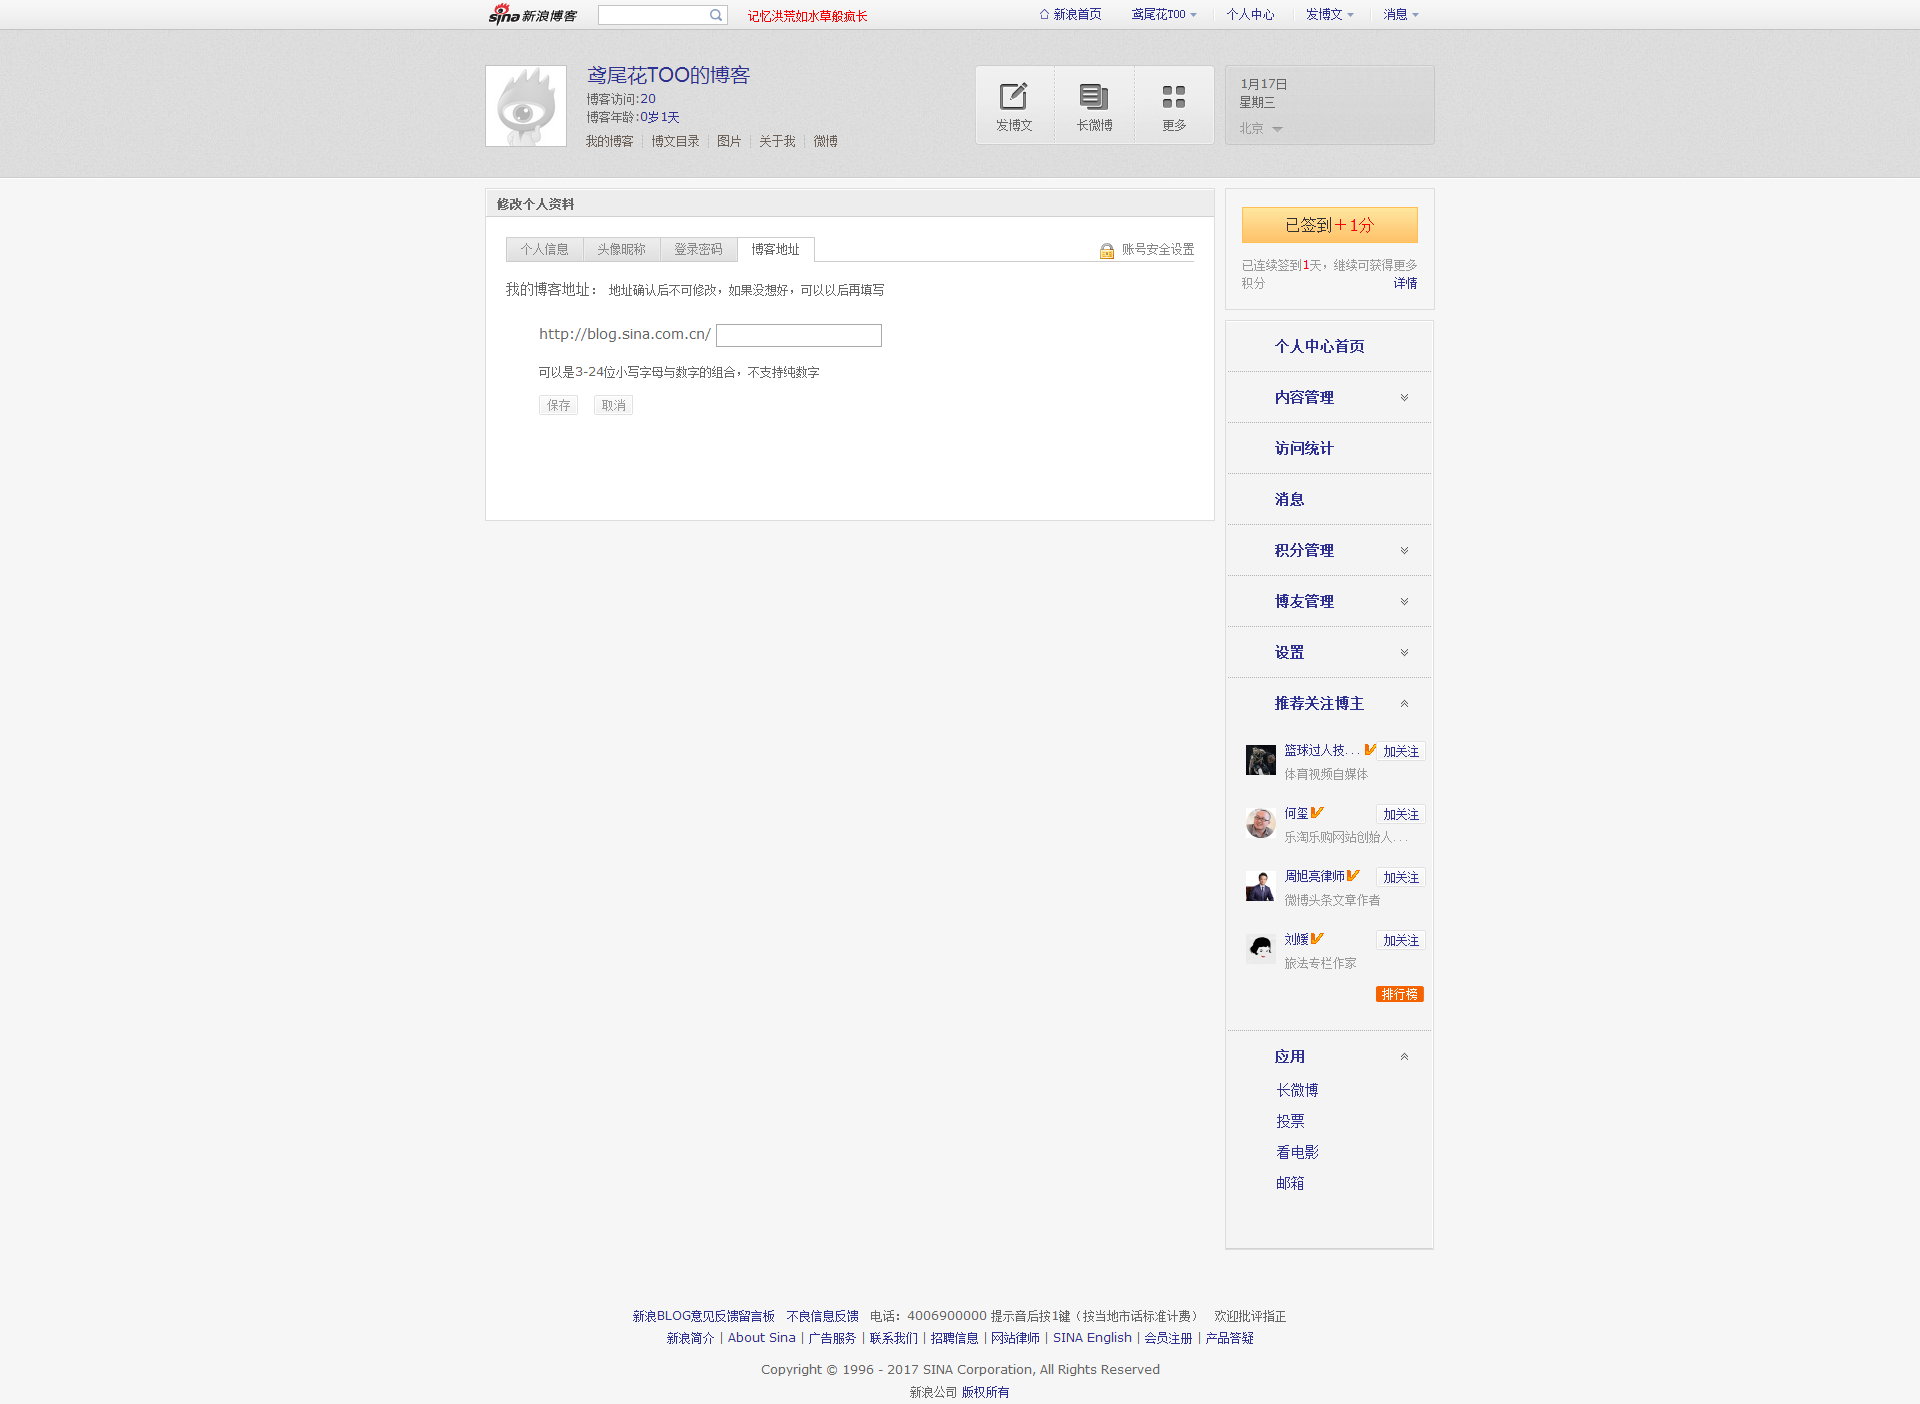 sina新浪博客
记忆洪荒如水草般疯长
新浪首页
鸢尾花TOO
个人中心
发博文
消息
鸢尾花TOO的博客
博客访问:20
博客年龄:0岁1天
我的博客 博文目录 图片 关于我 微博
发博文
长微博
更多
1月17日
星期三
北京
修改个人资料
个人信息
头像昵称
登录密码
博客地址
账号安全设置
我的博客地址： 地址确认后不可修改，如果没想好，可以以后再填写
http://blog.sina.com.cn/
可以是3-24位小写字母与数字的组合，不支持纯数字
保存 取消
已签到＋1分
已连续签到1天，继续可获得更多
积分 详情
个人中心首页
内容管理
访问统计
消息
积分管理
博友管理
设置
推荐关注博主
篮球过人技... 加关注
体育视频自媒体
何玺 加关注
乐淘乐购网站创始人...
周旭亮律师 加关注
微博头条文章作者
刘媛 加关注
旅法专栏作家
排行榜
应用
长微博
投票
看电影
邮箱
新浪BLOG意见反馈留言板 不良信息反馈 电话：4006900000 提示音后按1键（按当地市话标准计费） 欢迎批评指正
新浪简介 | About Sina | 广告服务 | 联系我们 | 招聘信息 | 网站律师 | SINA English | 会员注册 | 产品答疑
Copyright © 1996 - 2017 SINA Corporation, All Rights Reserved
新浪公司 版权所有